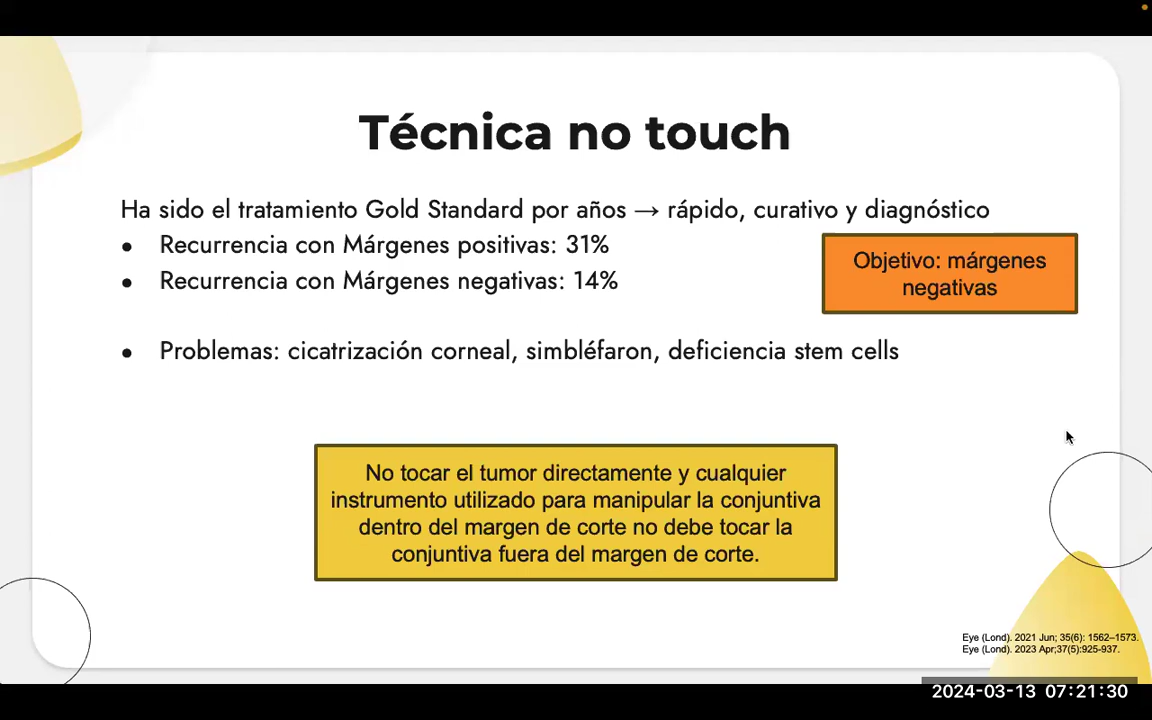 Técnica no touch
Ha sido el tratamiento Gold Standard por años → rápido, curativo y diagnóstico
● Recurrencia con Márgenes positivas: 31%
● Recurrencia con Márgenes negativas: 14%
Objetivo: márgenes
negativas
● Problemas: cicatrización corneal, simbléfaron, deficiencia stem cells
No tocar el tumor directamente y cualquier
instrumento utilizado para manipular la conjuntiva
dentro del margen de corte no debe tocar la
conjuntiva fuera del margen de corte.
Eye (Lond). 2021 Jun; 35(6): 1562–1573.
Eye (Lond). 2023 Apr;37(5):925-937.
2024-03-13 07:21:30